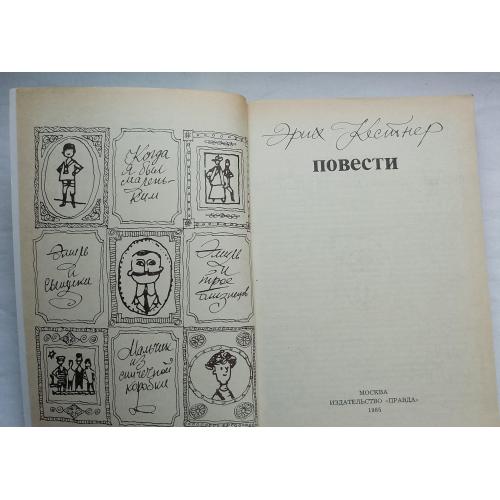 Когда
я был
малень-
ким
Эмиль
и
сыщики
Эмиль
и
трое
близнецов
Мальчик
из
спичечной
коробки
Эрих Кестнер
ПОВЕСТИ
МОСКВА
ИЗДАТЕЛЬСТВО «ПРАВДА»
1985